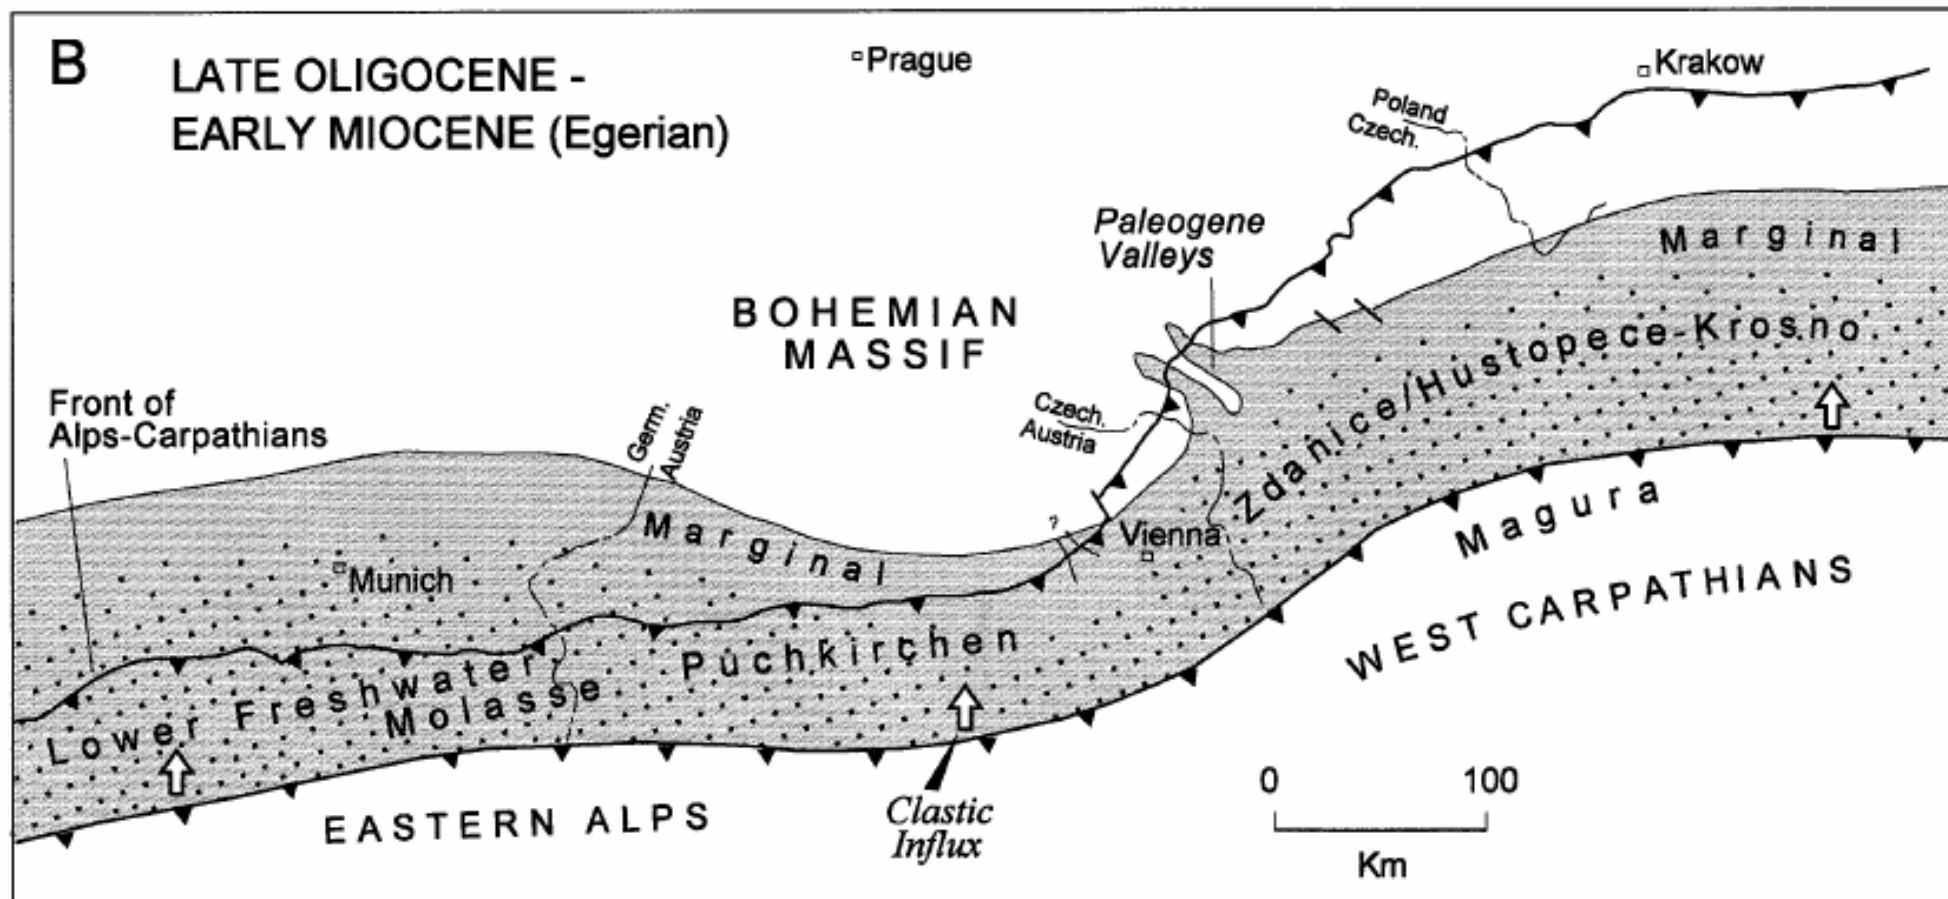 B
LATE OLIGOCENE -
EARLY MIOCENE (Egerian)
Prague
Krakow
Poland
Czech.
Paleogene
Valleys
Marginal
BOHEMIAN
MASSIF
Zdanice/Hustopece-Krosno
Front of
Alps-Carpathians
Germ.
Austria
Czech.
Austria
Marginal
?
Vienna
Munich
Magura
Puchkirchen
Lower Freshwater
Molasse
WEST CARPATHIANS
EASTERN ALPS
Clastic
Influx
0 100
Km